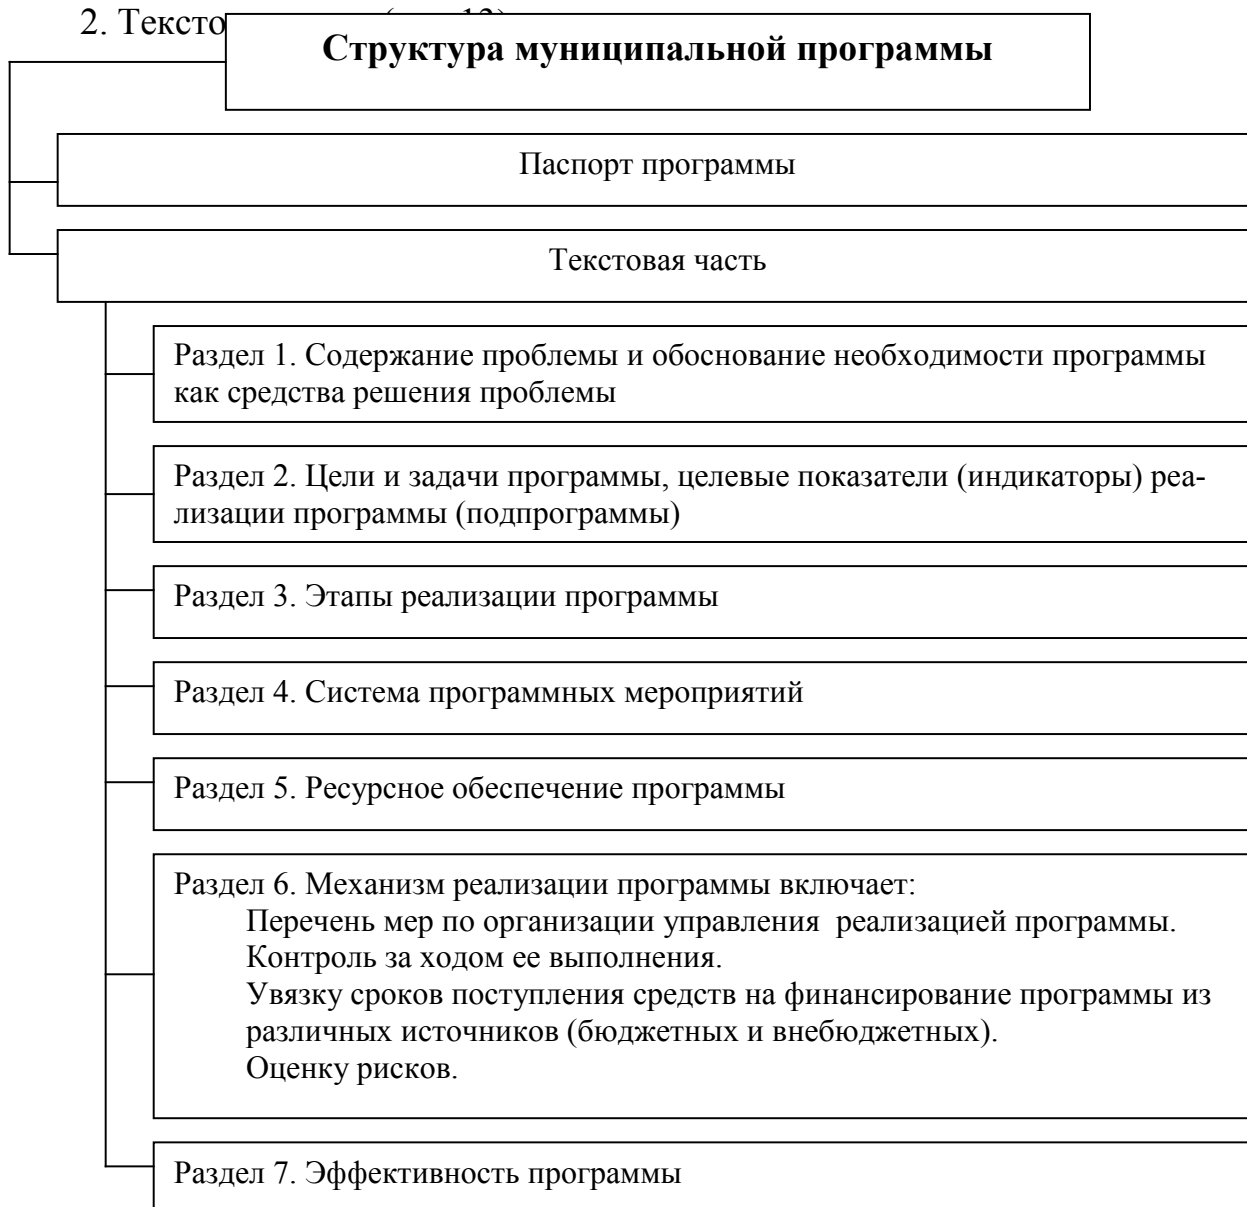 2. Тексто
Структура муниципальной программы
Паспорт программы
Текстовая часть
Раздел 1. Содержание проблемы и обоснование необходимости программы
как средства решения проблемы
Раздел 2. Цели и задачи программы, целевые показатели (индикаторы) реа-
лизации программы (подпрограммы)
Раздел 3. Этапы реализации программы
Раздел 4. Система программных мероприятий
Раздел 5. Ресурсное обеспечение программы
Раздел 6. Механизм реализации программы включает:
Перечень мер по организации управления  реализацией программы.
Контроль за ходом ее выполнения.
Увязку сроков поступления средств на финансирование программы из
различных источников (бюджетных и внебюджетных).
Оценку рисков.
Раздел 7. Эффективность программы